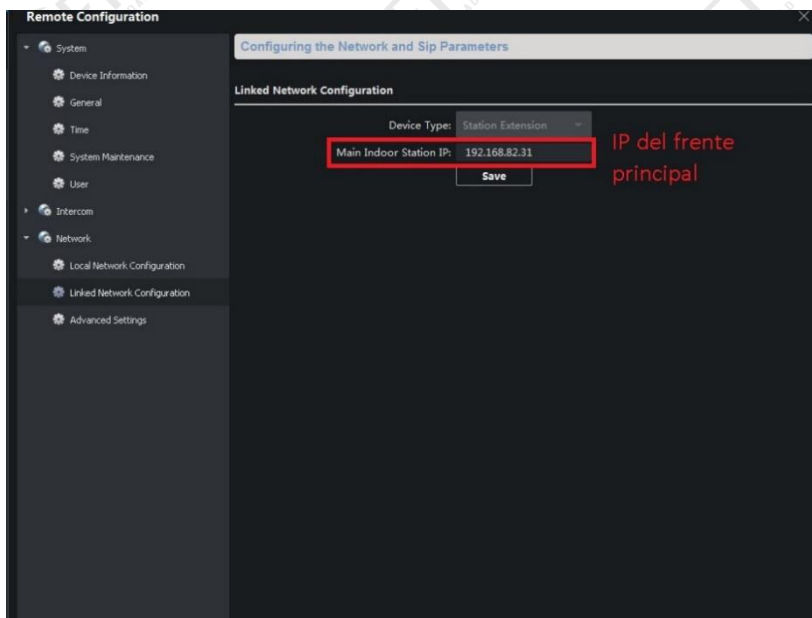 Remote Configuration
System
Device Information
General
Time
System Maintenance
User
Intercom
Network
Local Network Configuration
Linked Network Configuration
Advanced Settings
Configuring the Network and Sip Parameters
Linked Network Configuration
Device Type: Station Extension
Main Indoor Station IP: 192.168.82.31
Save
IP del frente
principal